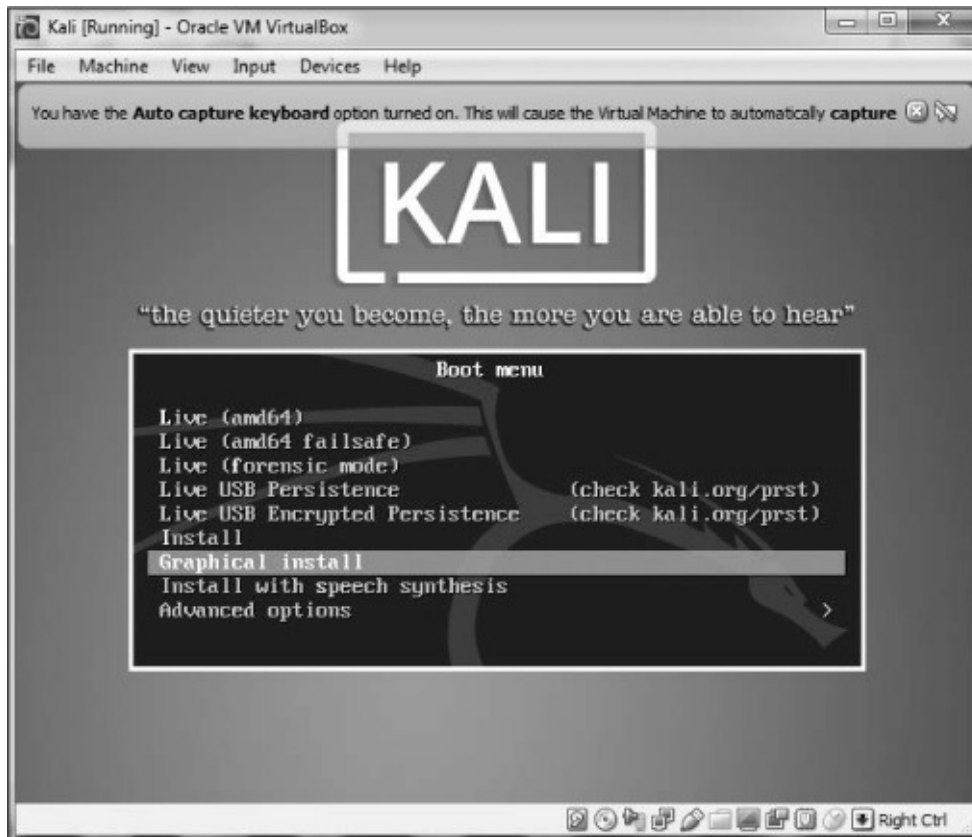 Kali [Running] - Oracle VM VirtualBox
File Machine View Input Devices Help
You have the Auto capture keyboard option turned on. This will cause the Virtual Machine to automatically capture
KALI
“the quieter you become, the more you are able to hear”
Boot menu
Live (amd64)
Live (amd64 failsafe)
Live (forensic mode)
Live USB Persistence (check kali.org/prst)
Live USB Encrypted Persistence (check kali.org/prst)
Install
Graphical install
Install with speech synthesis
Advanced options >
Right Ctrl